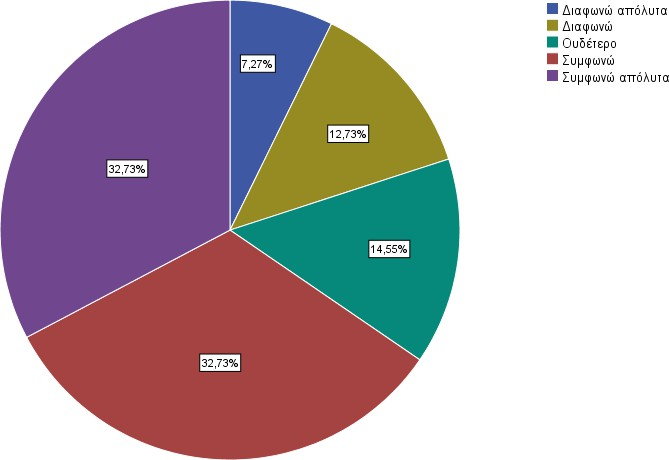 Διαφωνώ απόλυτα
Διαφωνώ
Ουδέτερο
Συμφωνώ
Συμφωνώ απόλυτα
7,27%
12,73%
32,73%
14,55%
32,73%